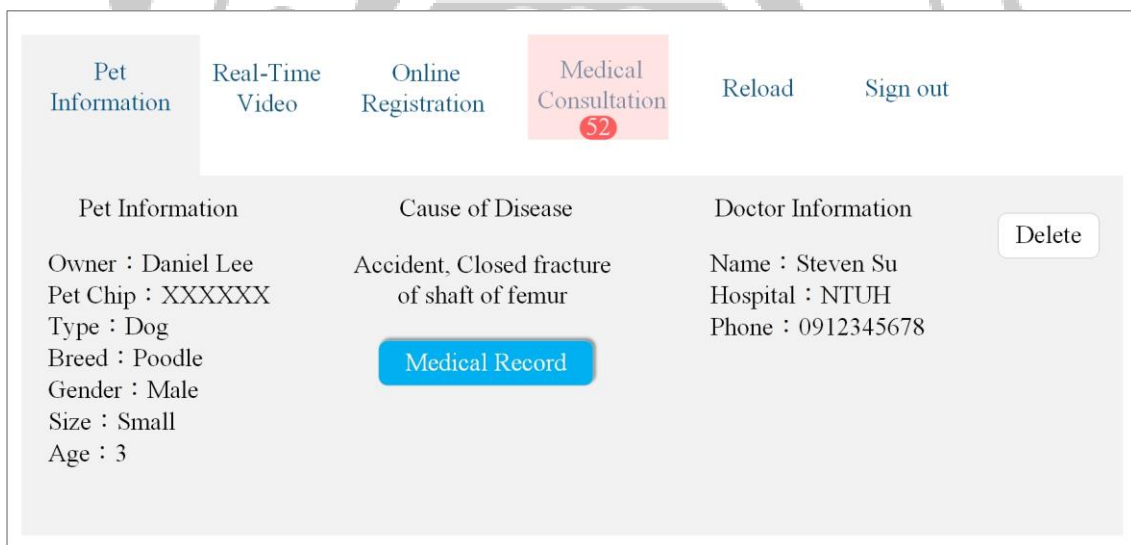 Pet
Information
Real-Time
Video
Online
Registration
Medical
Consultation
52
Reload
Sign out
Pet Information
Owner：Daniel Lee
Pet Chip：XXXXXX
Type：Dog
Breed：Poodle
Gender：Male
Size：Small
Age：3
Cause of Disease
Accident, Closed fracture
of shaft of femur
Medical Record
Doctor Information
Name：Steven Su
Hospital：NTUH
Phone：0912345678
Delete